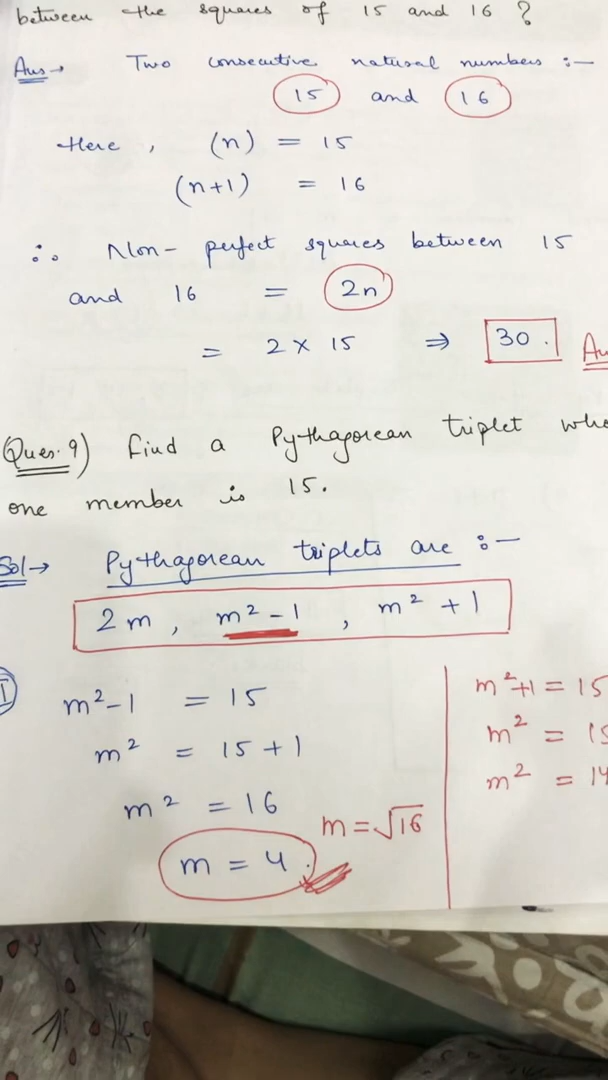 between the squares of 15 and 16 ?
Ans → Two consecutive natural numbers :—
15 and 16
Here , (n) = 15
(n+1) = 16
∴ Non- perfect squares between 15
and 16 = 2n
= 2 × 15 ⇒ 30. An
(Ques. 9) Find a Pythagorean triplet who
one member is 15.
Sol → Pythagorean triplets are :—
2m , m² - 1 , m² + 1
m² - 1 = 15
m² = 15 + 1
m² = 16
m = √16
m = 4.
m² + 1 = 15
m² = 15
m² = 14